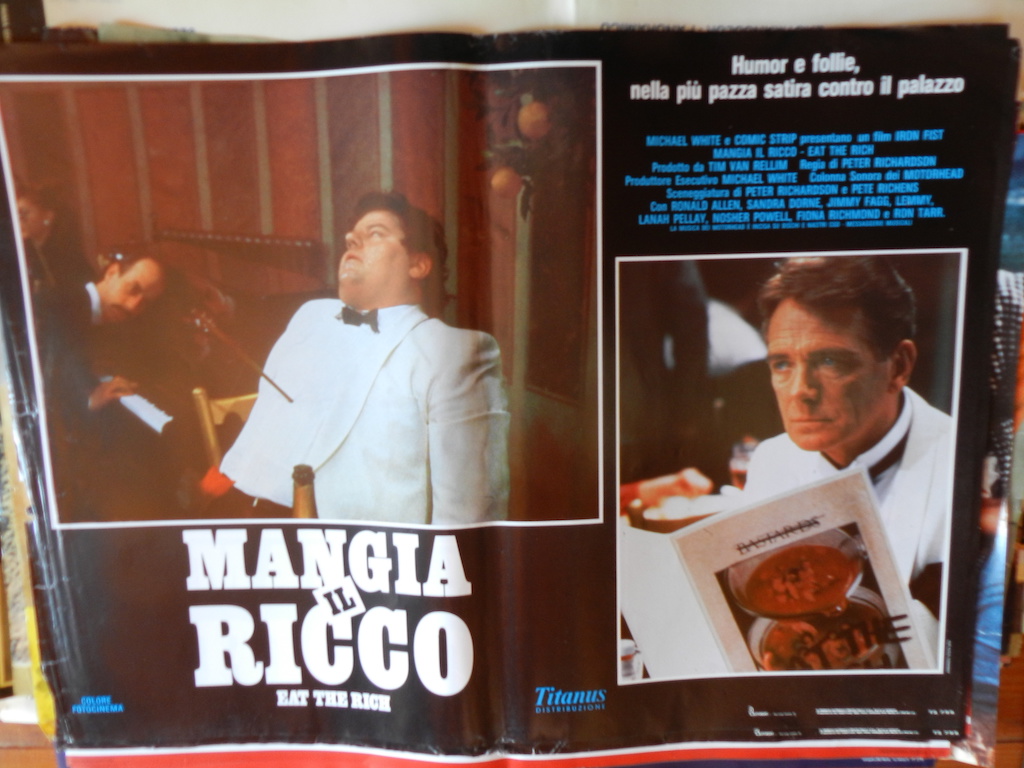 Humor e follie,
nella più pazza satira contro il palazzo
MICHAEL WHITE e COMIC STRIP presentano un film IRON FIST
MANGIA IL RICCO - EAT THE RICH
Prodotto da TIM VAN RELLIM Regia di PETER RICHARDSON
Produttore Esecutivo MICHAEL WHITE Colonna Sonora dei MOTORHEAD
Sceneggiatura di PETER RICHARDSON e PETE RICHENS
Con RONALD ALLEN, SANDRA DORNE, JIMMY FAGG, LEMMY,
LANAH PELLAY, NOSHER POWELL, FIONA RICHMOND e RON TARR.
BASTARDS
MANGIA
IL
RICCO
EAT THE RICH
COLORE
FOTOCINEMA
Titanus
DISTRIBUZIONE